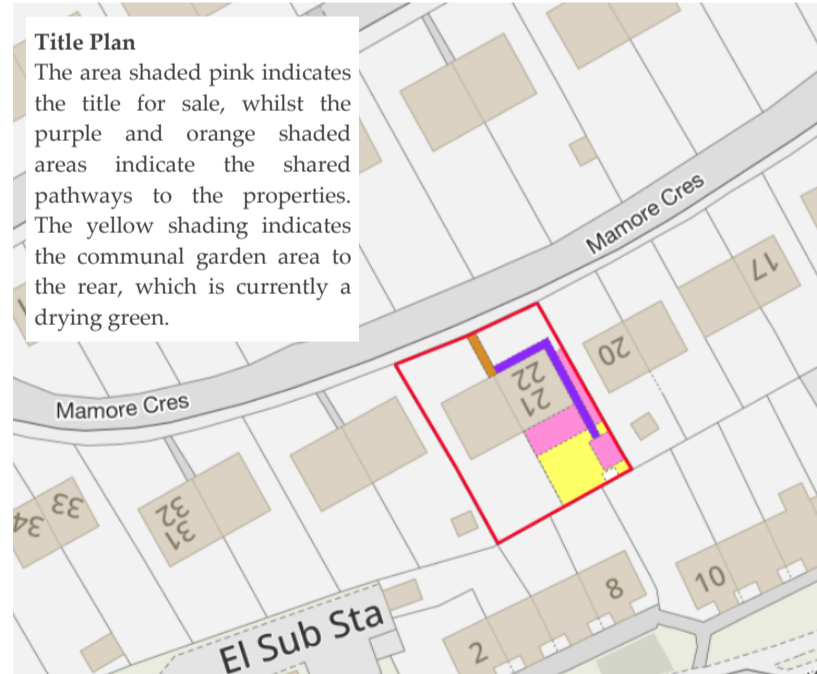 Title Plan
The area shaded pink indicates
the title for sale, whilst the
purple and orange shaded
areas indicate the shared
pathways to the properties.
The yellow shading indicates
the communal garden area to
the rear, which is currently a
drying green.
Mamore Cres
17
20
22
21
Mamore Cres
33
34
32
31
8
10
El Sub Sta
2